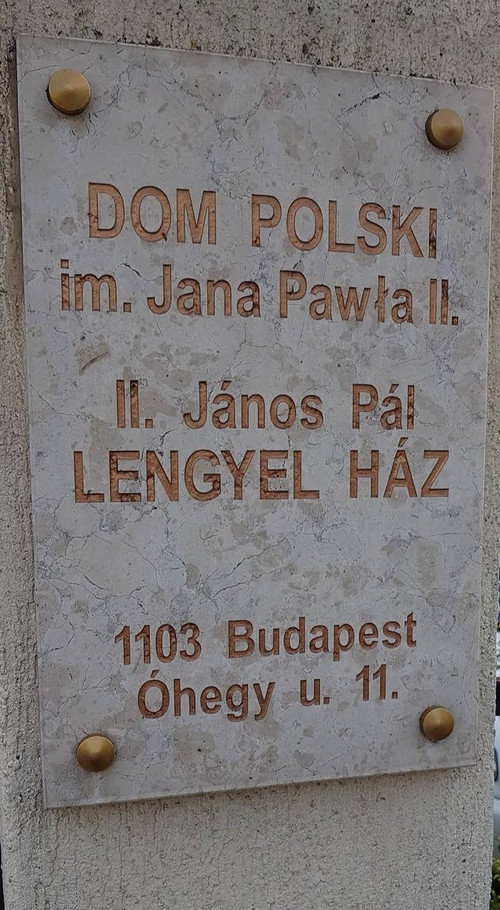 DOM POLSKI
im. Jana Pawła II.
II. János Pál
LENGYEL HÁZ
1103 Budapest
Óhegy u. 11.